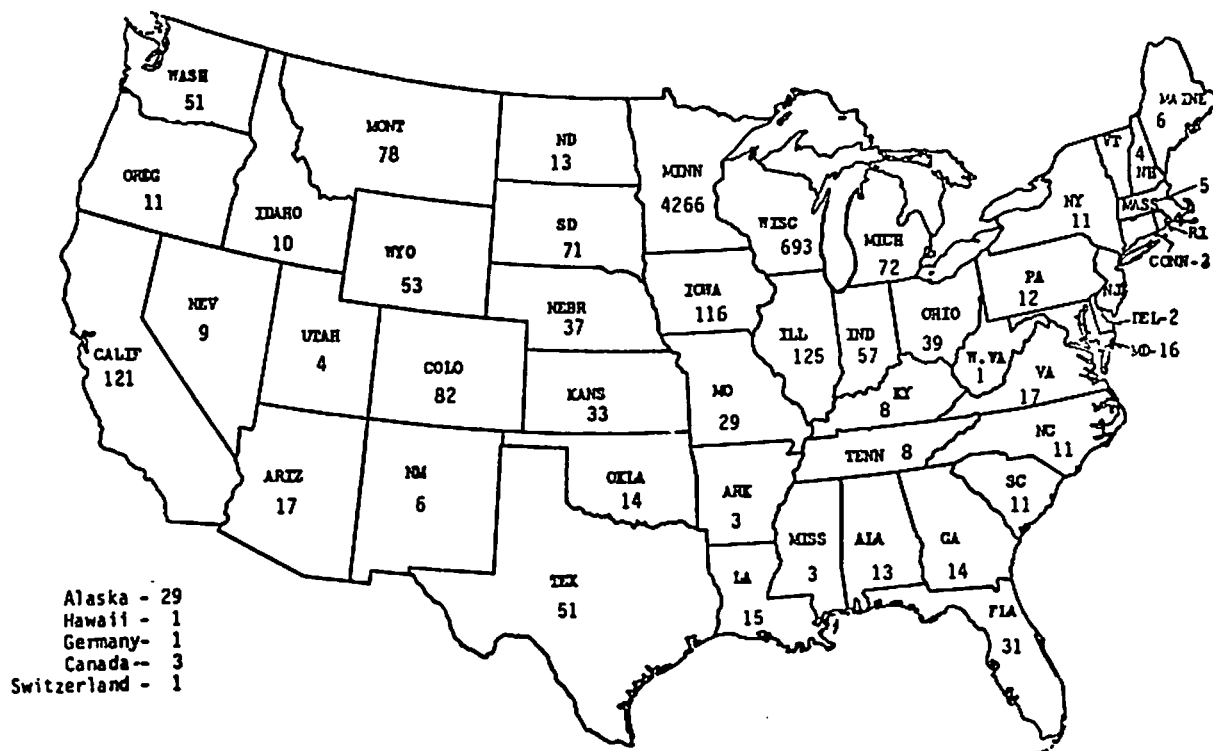 WASH
51
MONT
78
ND
13
MINN
4266
MAINE
6
VT
4
NH
OREG
11
IDAHO
10
WYO
53
SD
71
WISC
693
MICH
72
NY
11
MASS
5
RI
CONN-
NEV
9
UTAH
4
COLO
82
NEBR
37
IOWA
116
ILL
125
IND
57
OHIO
39
PA
12
NJ
DEL-2
MD-16
CALIF
121
KANS
33
MO
29
KY
8
W.VA
1
VA
17
ARIZ
17
NM
6
OKLA
14
ARK
3
TENN 8
NC
11
SC
11
TEX
51
LA
15
MISS
3
ALA
13
GA
14
FLA
31
Alaska - 29
Hawaii - 1
Germany- 1
Canada-- 3
Switzerland - 1